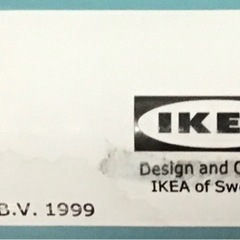 IKE
Design and
IKEA of Swe
B.V. 1999